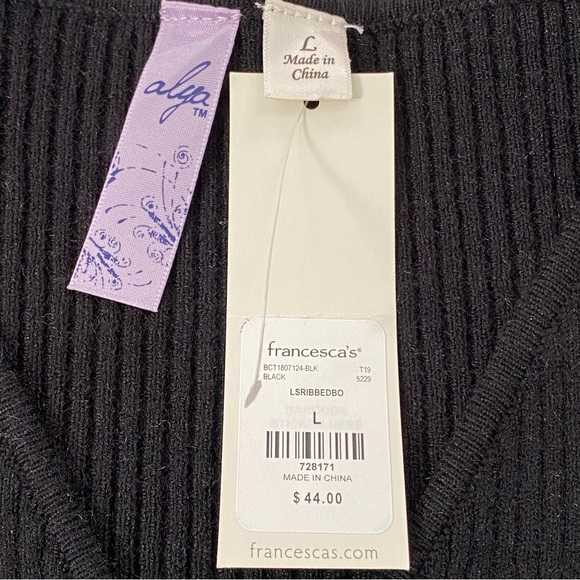 alya
TM
L
Made in
China
francesca's®
BCT1807124-BLK T19
BLACK 5229
LSRIBBEDBO
L
728171
MADE IN CHINA
$ 44.00
francescas.com